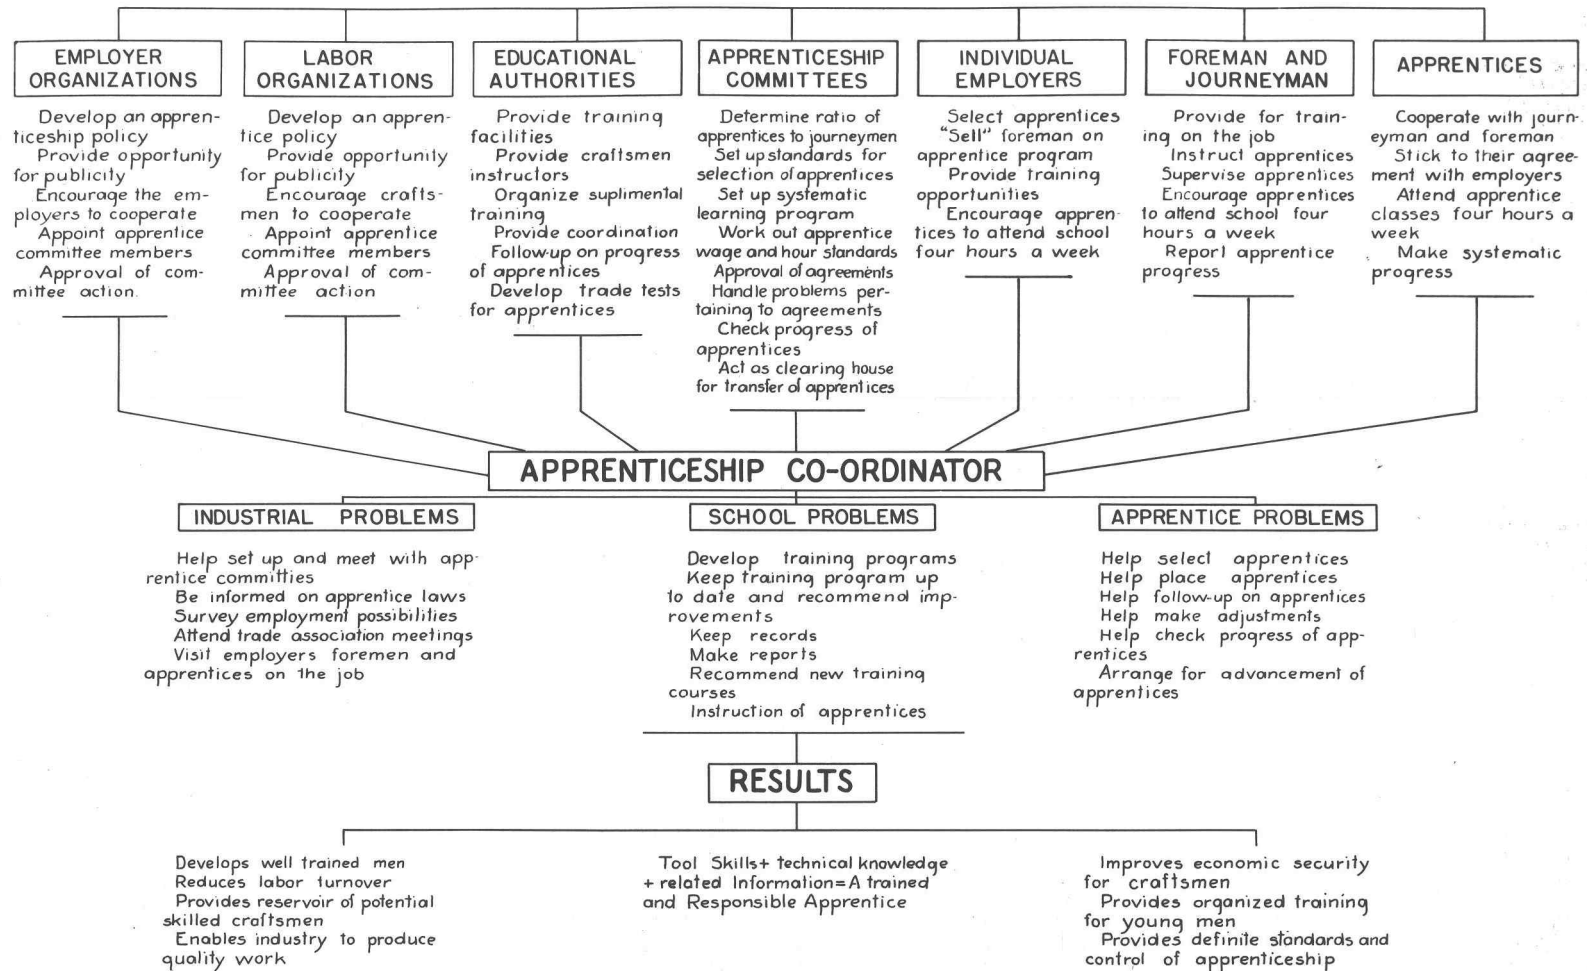 EMPLOYER
ORGANIZATIONS
Develop an appren-
ticeship policy
Provide opportunity
for publicity
Encourage the em-
ployers to cooperate
Appoint apprentice
committee members
Approval of com-
mittee action.
LABOR
ORGANIZATIONS
Develop an appren-
tice policy
Provide opportunity
for publicity
Encourage crafts-
men to cooperate
Appoint apprentice
committee members
Approval of com-
mittee action
EDUCATIONAL
AUTHORITIES
Provide training
facilities
Provide craftsmen
instructors
Organize suplimental
training
Provide coordination
Follow-up on progress
of apprentices
Develop trade tests
for apprentices
APPRENTICESHIP
COMMITTEES
Determine ratio of
apprentices to journeymen
Set up standards for
selection of apprentices
Set up systematic
learning program
Work out apprentice
wage and hour standards
Approval of agreements
Handle problems per-
taining to agreements
Check progress of
apprentices
Act as clearing house
for transfer of apprentices
INDIVIDUAL
EMPLOYERS
Select apprentices
"Sell" foreman on
apprentice program
Provide training
opportunities
Encourage appren-
tices to attend school
four hours a week
FOREMAN AND
JOURNEYMAN
Provide for train-
ing on the job
Instruct apprentices
Supervise apprentices
Encourage apprentices
to attend school four
hours a week
Report apprentice
progress
APPRENTICES
Cooperate with journ-
eyman and foreman
Stick to their agree-
ment with employers
Attend apprentice
classes four hours a
week
Make systematic
progress
APPRENTICESHIP CO-ORDINATOR
INDUSTRIAL PROBLEMS
Help set up and meet with app-
rentice committies
Be informed on apprentice laws
Survey employment possibilities
Attend trade association meetings
Visit employers foremen and
apprentices on the job
SCHOOL PROBLEMS
Develop training programs
Keep training program up
to date and recommend imp-
rovements
Keep records
Make reports
Recommend new training
courses
Instruction of apprentices
APPRENTICE PROBLEMS
Help select apprentices
Help place apprentices
Help follow-up on apprentices
Help make adjustments
Help check progress of app-
rentices
Arrange for advancement of
apprentices
RESULTS
Develops well trained men
Reduces labor turnover
Provides reservoir of potential
skilled craftsmen
Enables industry to produce
quality work
Tool Skills+ technical knowledge
+ related Information=A trained
and Responsible Apprentice
Improves economic security
for craftsmen
Provides organized training
for young men
Provides definite standards and
control of apprenticeship